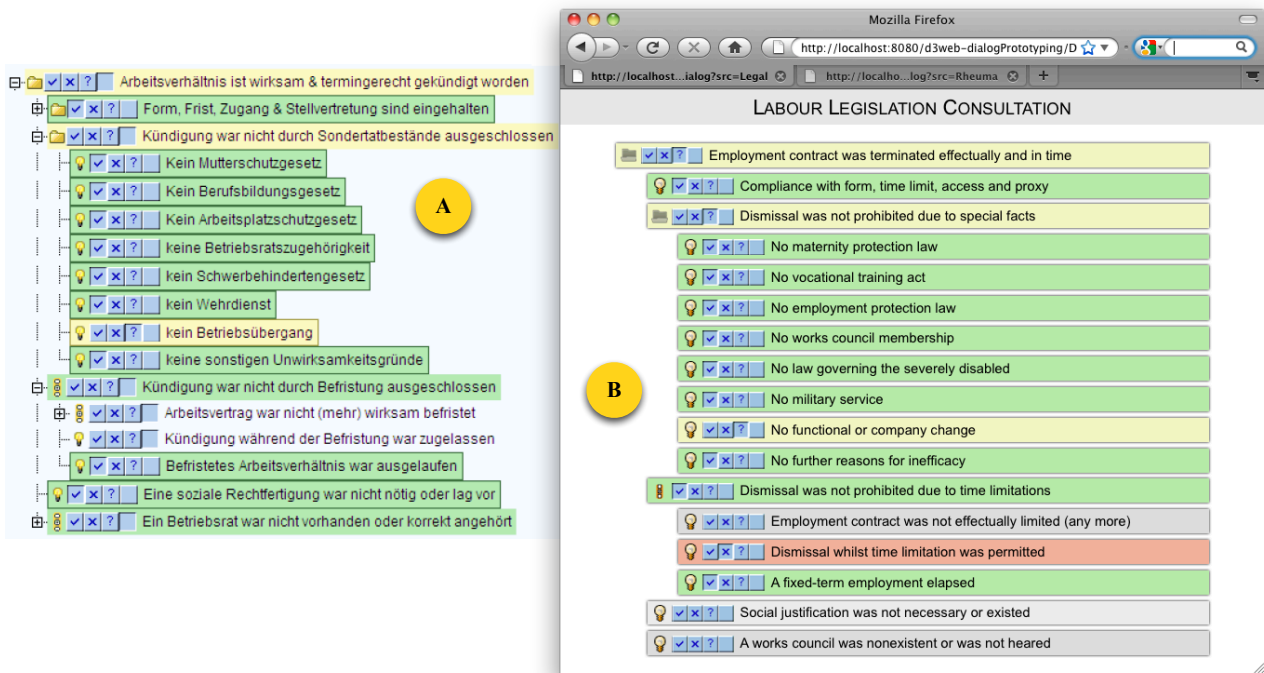 Arbeitsverhältnis ist wirksam & termingerecht gekündigt worden
Form, Frist, Zugang & Stellvertretung sind eingehalten
Kündigung war nicht durch Sondertatbestände ausgeschlossen
Kein Mutterschutzgesetz
Kein Berufsbildungsgesetz
Kein Arbeitsplatzschutzgesetz
keine Betriebsratszugehörigkeit
kein Schwerbehindertengesetz
kein Wehrdienst
kein Betriebsübergang
keine sonstigen Unwirksamkeitsgründe
Kündigung war nicht durch Befristung ausgeschlossen
Arbeitsvertrag war nicht (mehr) wirksam befristet
Kündigung während der Befristung war zugelassen
Befristetes Arbeitsverhältnis war ausgelaufen
Eine soziale Rechtfertigung war nicht nötig oder lag vor
Ein Betriebsrat war nicht vorhanden oder korrekt angehört
A
Mozilla Firefox
http://localhost:8080/d3web-dialogPrototyping/D
http://localhost...ialog?src=Legal
http://localho...log?src=Rheuma
LABOUR LEGISLATION CONSULTATION
Employment contract was terminated effectually and in time
Compliance with form, time limit, access and proxy
Dismissal was not prohibited due to special facts
No maternity protection law
No vocational training act
No employment protection law
No works council membership
No law governing the severely disabled
No military service
No functional or company change
No further reasons for inefficacy
Dismissal was not prohibited due to time limitations
Employment contract was not effectually limited (any more)
Dismissal whilst time limitation was permitted
A fixed-term employment elapsed
Social justification was not necessary or existed
A works council was nonexistent or was not heared
B